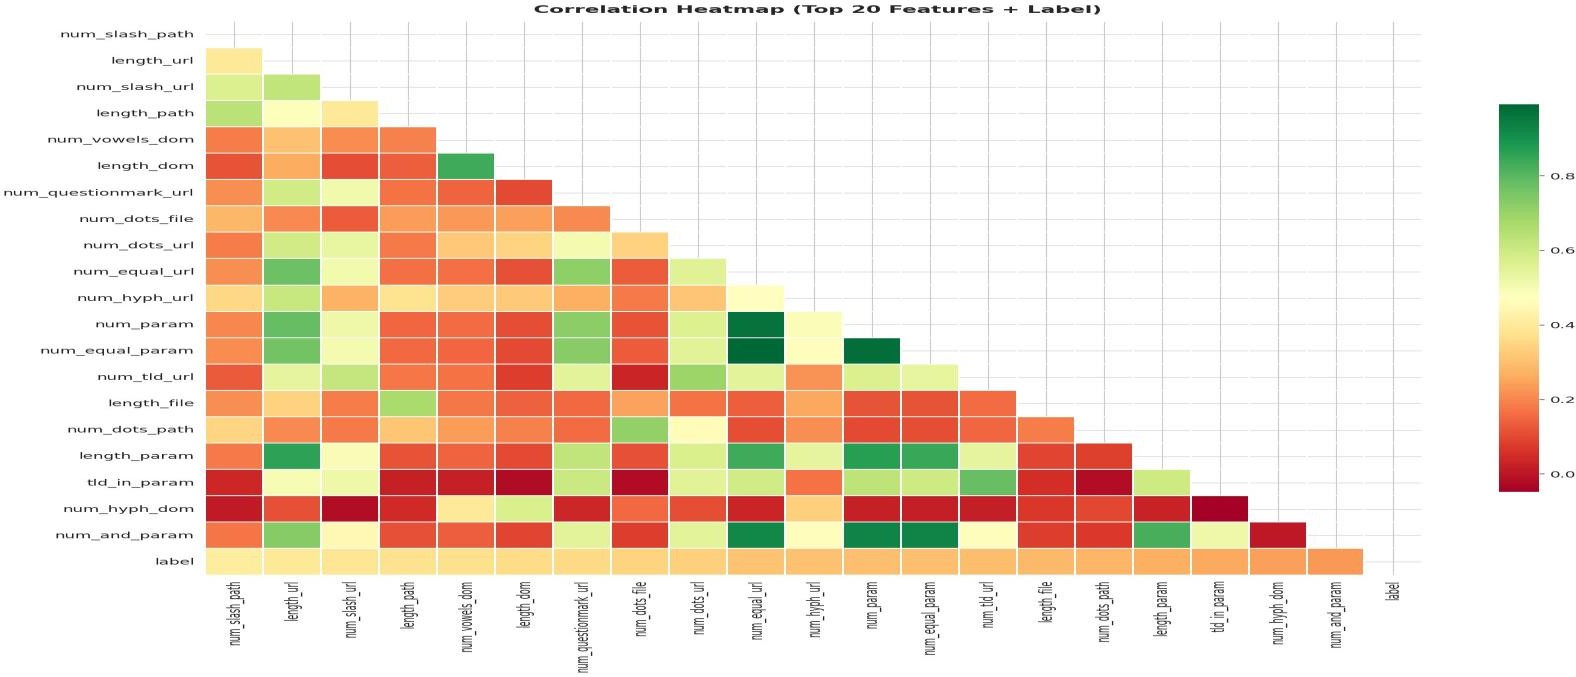 Correlation Heatmap (Top 20 Features + Label)
num_slash_path
length_url
num_slash_url
length_path
num_vowels_dom
length_dom
num_questionmark_url
num_dots_file
num_dots_url
num_equal_url
num_hyph_url
num_param
num_equal_param
num_tld_url
length_file
num_dots_path
length_param
tld_in_param
num_hyph_dom
num_and_param
label
num_slash_path
length_url
num_slash_url
length_path
num_vowels_dom
length_dom
num_questionmark_url
num_dots_file
num_dots_url
num_equal_url
num_hyph_url
num_param
num_equal_param
num_tld_url
length_file
num_dots_path
length_param
tld_in_param
num_hyph_dom
num_and_param
label
0.8
0.6
0.4
0.2
0.0